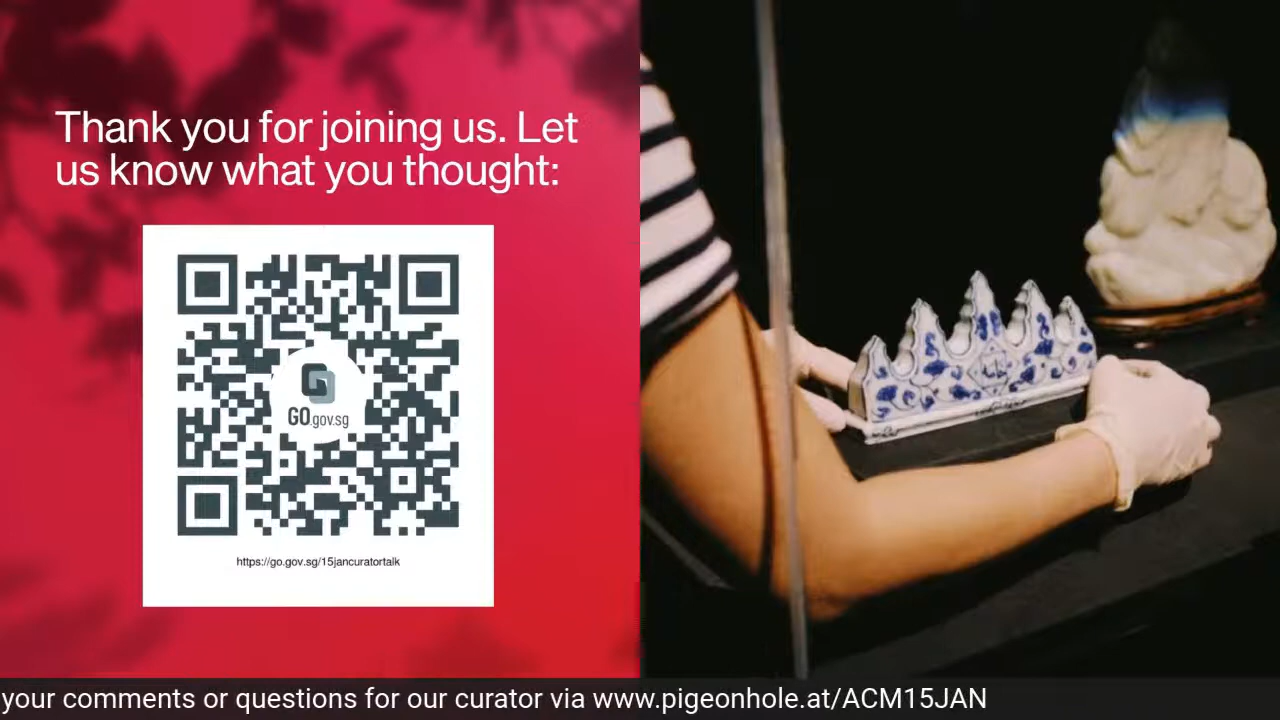 Thank you for joining us. Let
us know what you thought:
GO.gov.sg
https://go.gov.sg/15jancuratortalk
your comments or questions for our curator via www.pigeonhole.at/ACM15JAN